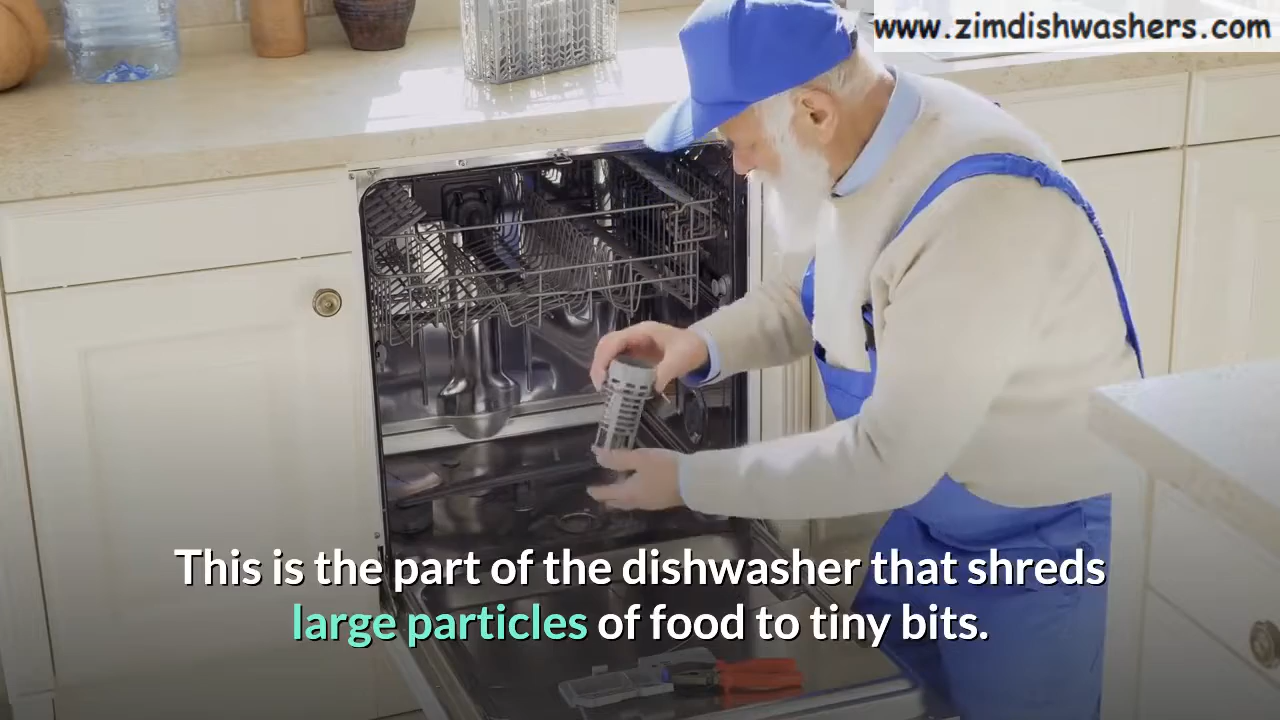 www.zimdishwashers.com
This is the part of the dishwasher that shreds
large particles of food to tiny bits.